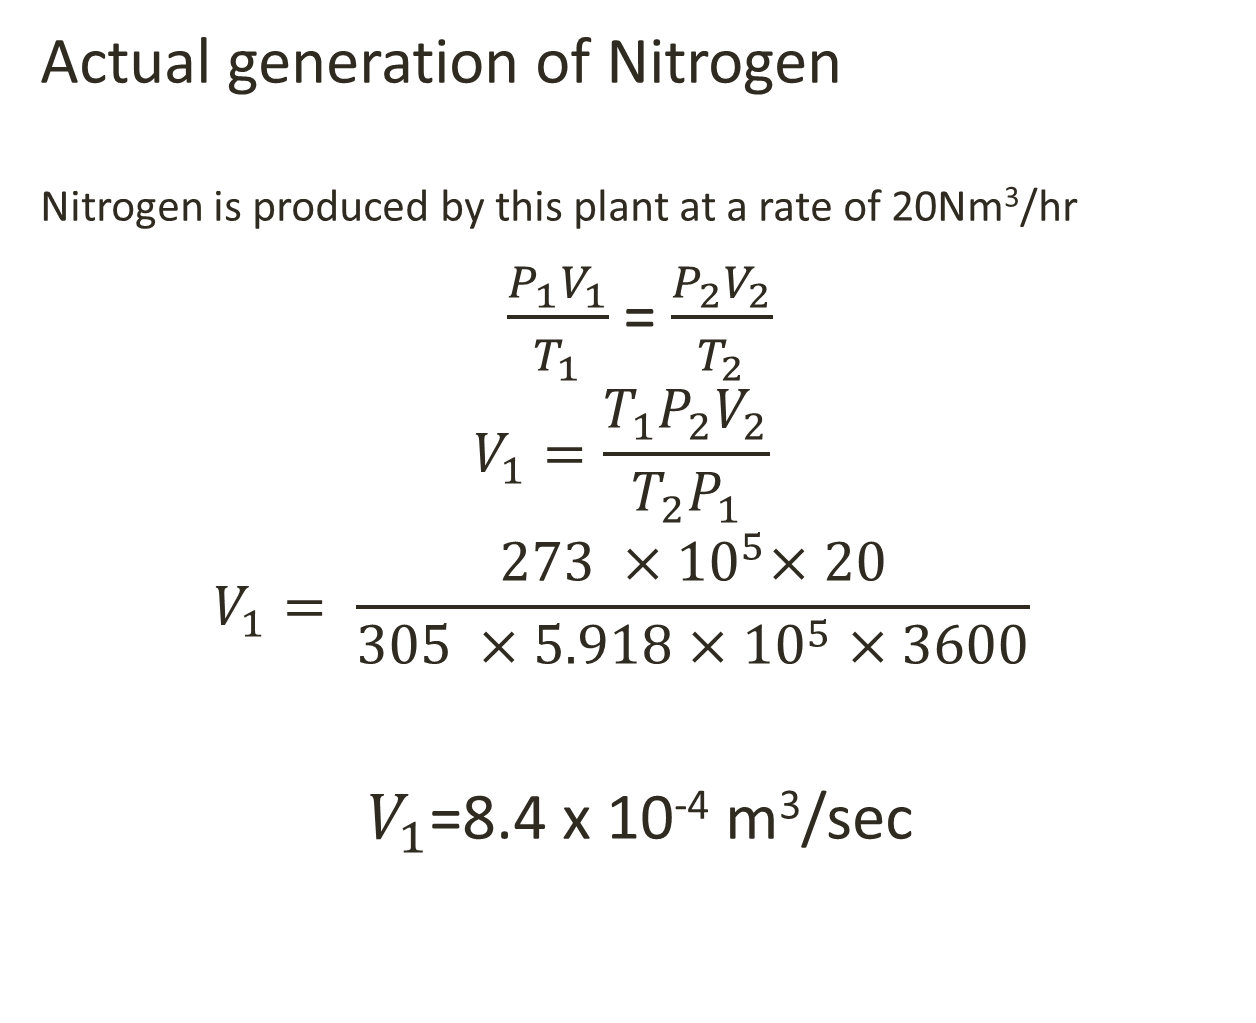 Actual generation of Nitrogen
Nitrogen is produced by this plant at a rate of 20Nm³/hr
P₁V₁/T₁ = P₂V₂/T₂
V₁ = T₁P₂V₂/T₂P₁
V₁ = 273 × 10⁵ × 20/305 × 5.918 × 10⁵ × 3600
V₁=8.4 x 10⁻⁴ m³/sec